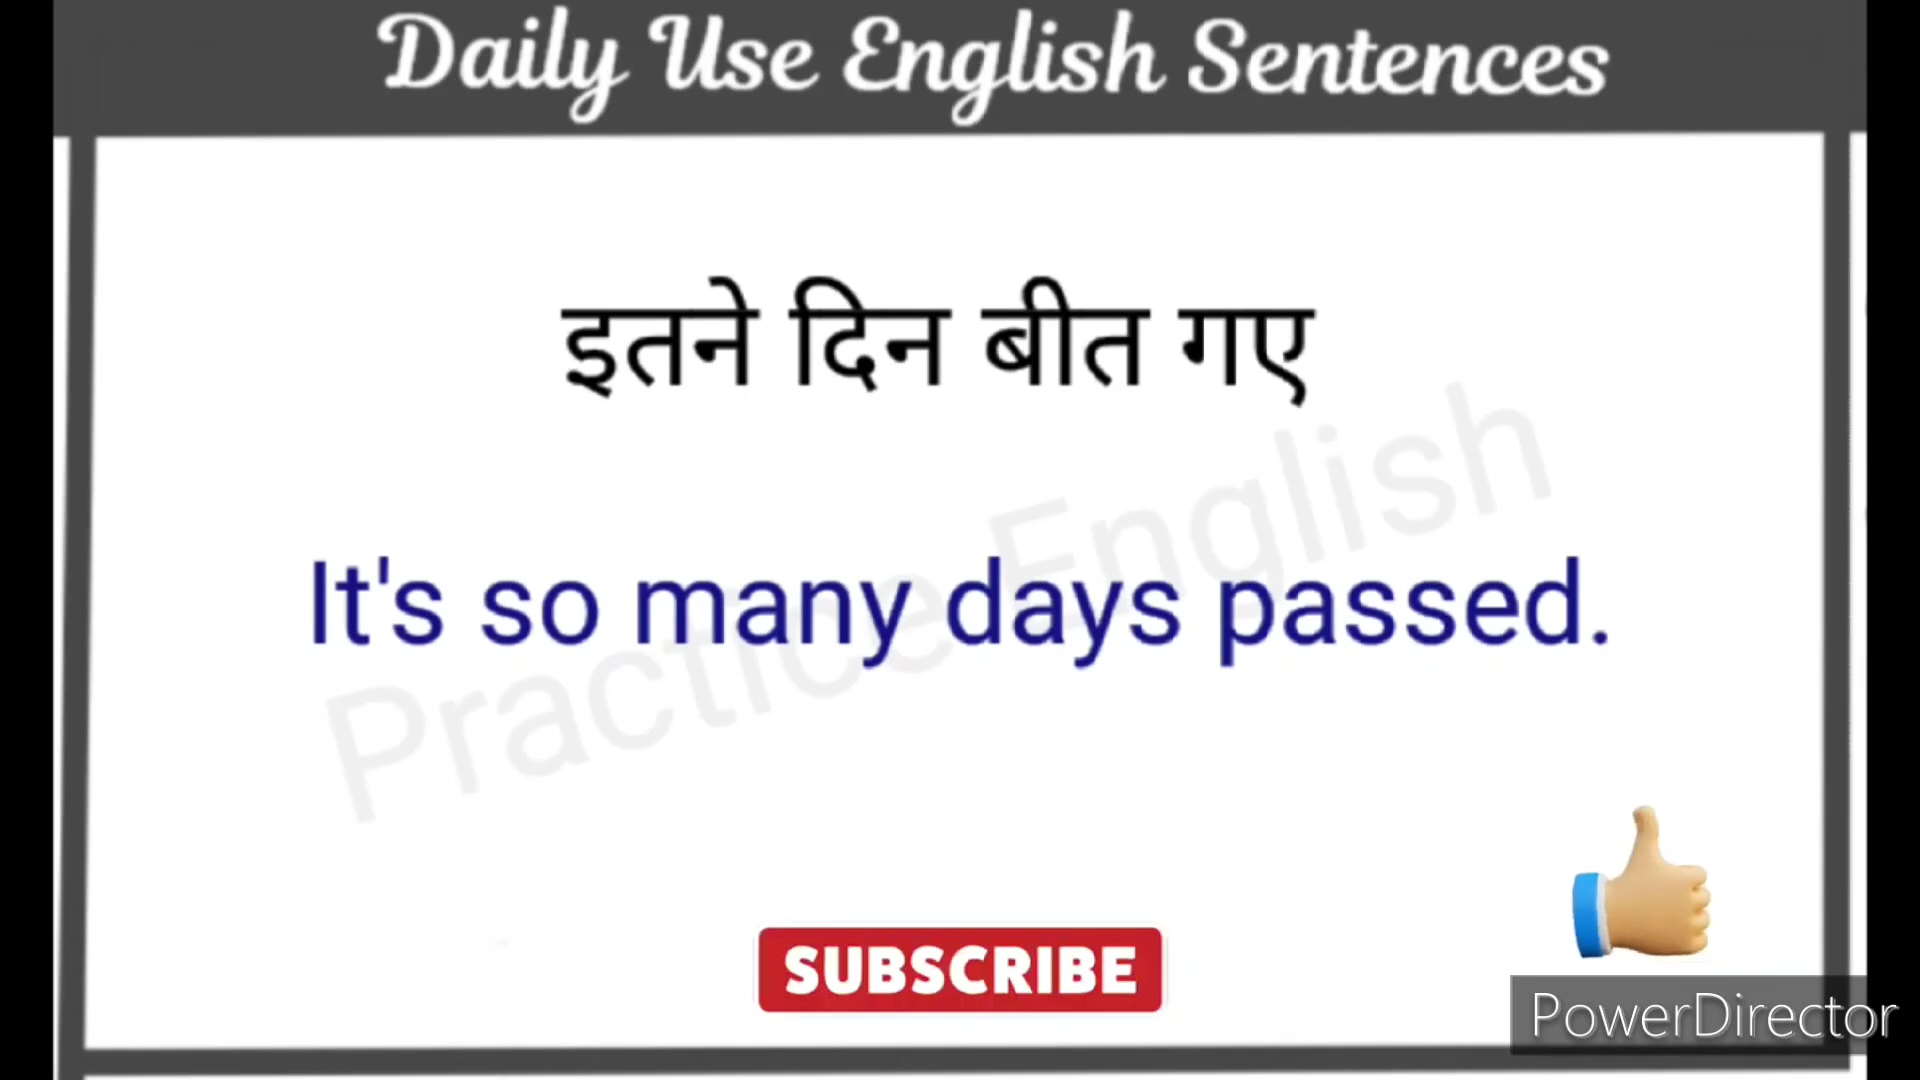 Daily Use English Sentences
इतने दिन बीत गए
Practice English
It's so many days passed.
SUBSCRIBE
PowerDirector